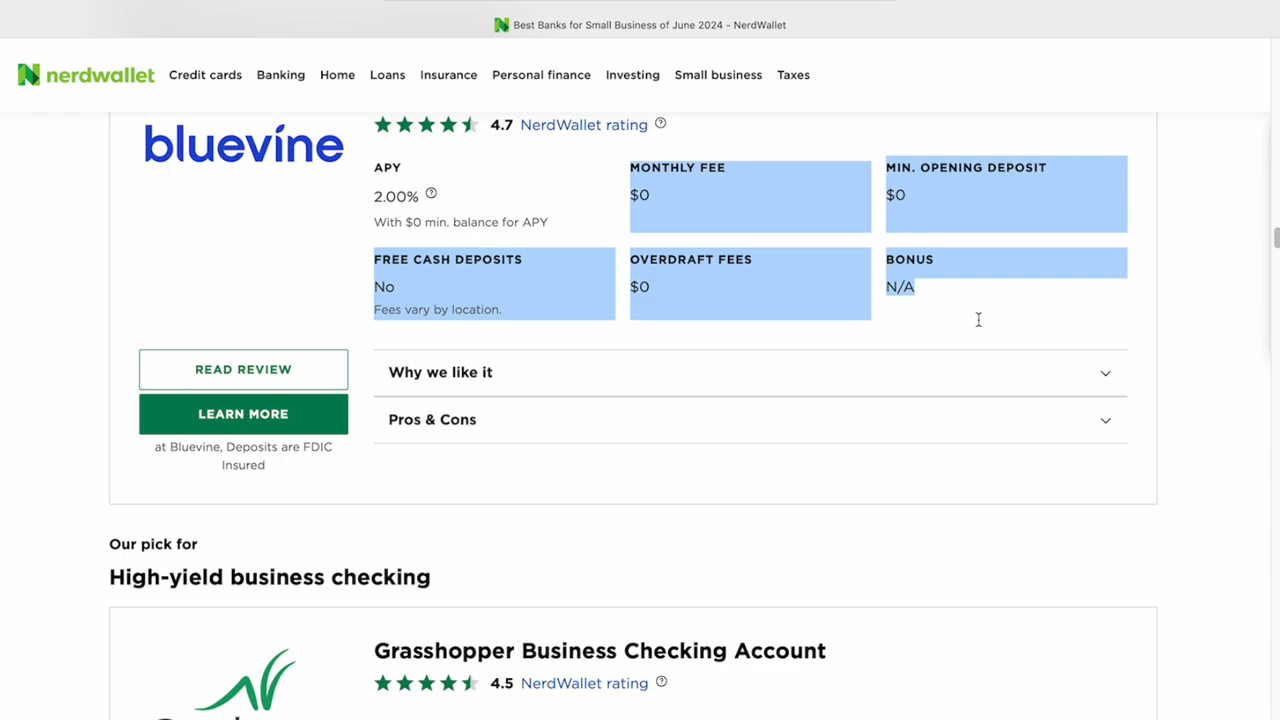 Best Banks for Small Business of June 2024 - NerdWallet
nerdwallet Credit cards Banking Home Loans Insurance Personal finance Investing Small business Taxes
bluevine
4.7 NerdWallet rating
APY
2.00%
With $0 min. balance for APY
MONTHLY FEE
$0
MIN. OPENING DEPOSIT
$0
FREE CASH DEPOSITS
No
Fees vary by location.
OVERDRAFT FEES
$0
BONUS
N/A
READ REVIEW
LEARN MORE
at Bluevine, Deposits are FDIC
Insured
Why we like it
Pros & Cons
Our pick for
High-yield business checking
Grasshopper Business Checking Account
4.5 NerdWallet rating